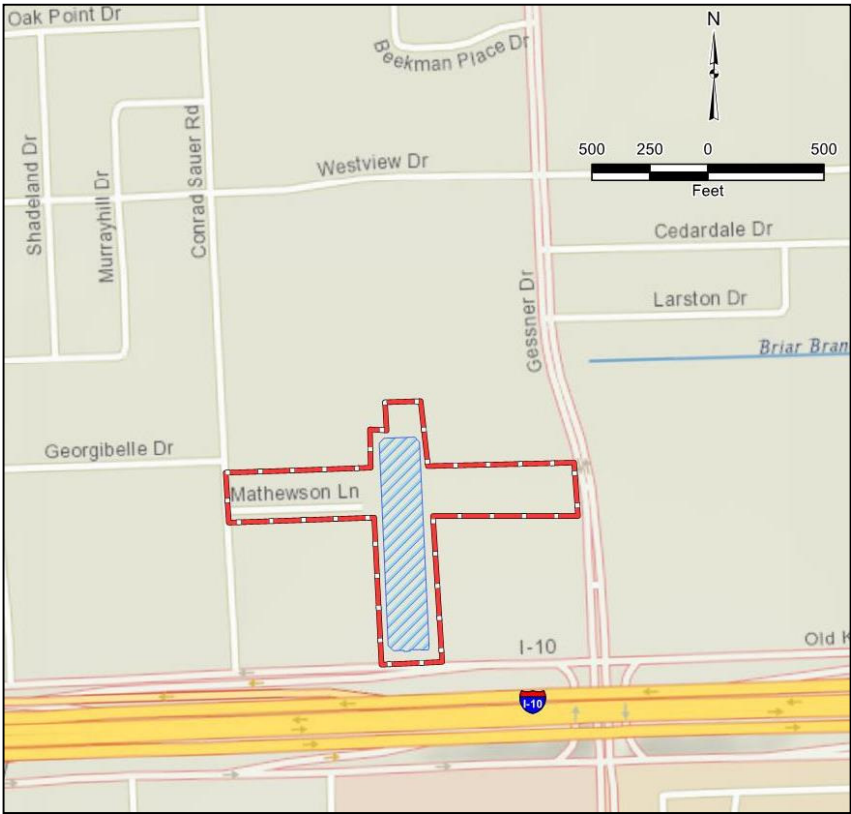 Oak Point Dr
Beekman Place Dr
N
500 250 0 500
Feet
Shadeland Dr
Murrayhill Dr
Conrad Sauer Rd
Westview Dr
Cedardale Dr
Gessner Dr
Larston Dr
Briar Bran
Georgibelle Dr
Mathewson Ln
I-10
Old K
I-10